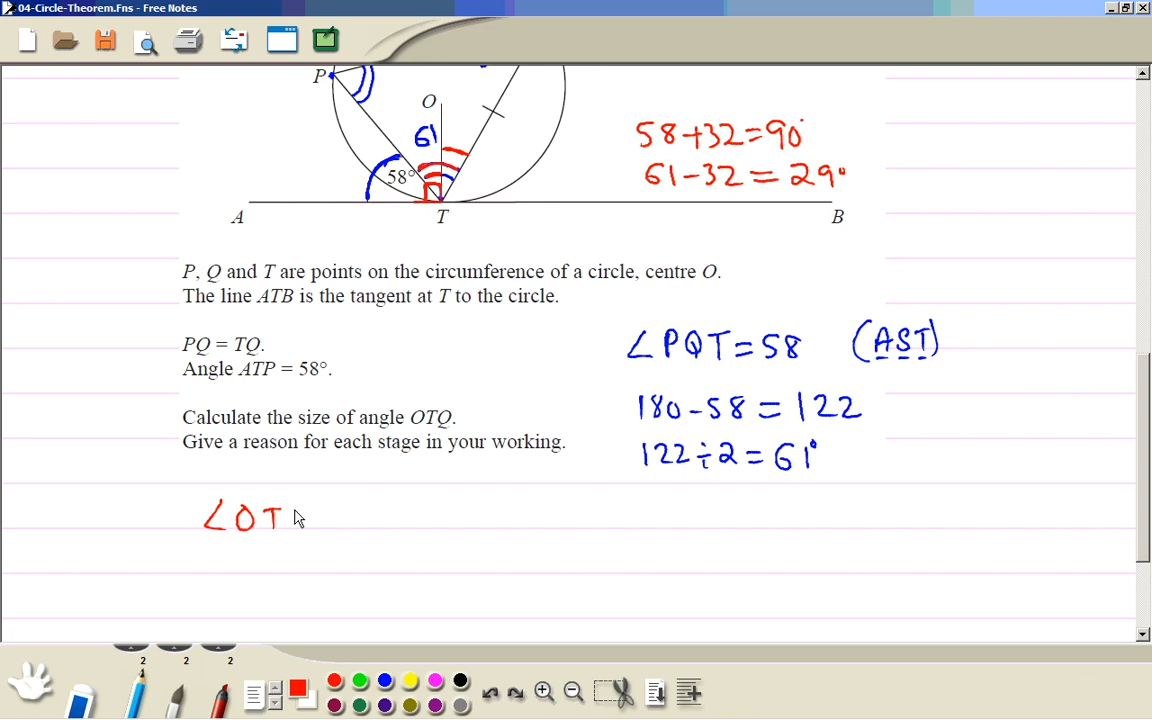 04-Circle-Theorem.Fns - Free Notes
P
O
61
58°
A
T
B
58+32=90°
61-32=29°
P, Q and T are points on the circumference of a circle, centre O.
The line ATB is the tangent at T to the circle.
PQ = TQ.
Angle ATP = 58°.
Calculate the size of angle OTQ.
Give a reason for each stage in your working.
∠PQT=58 (AST)
180-58=122
122÷2=61°
∠OT
2 2 2